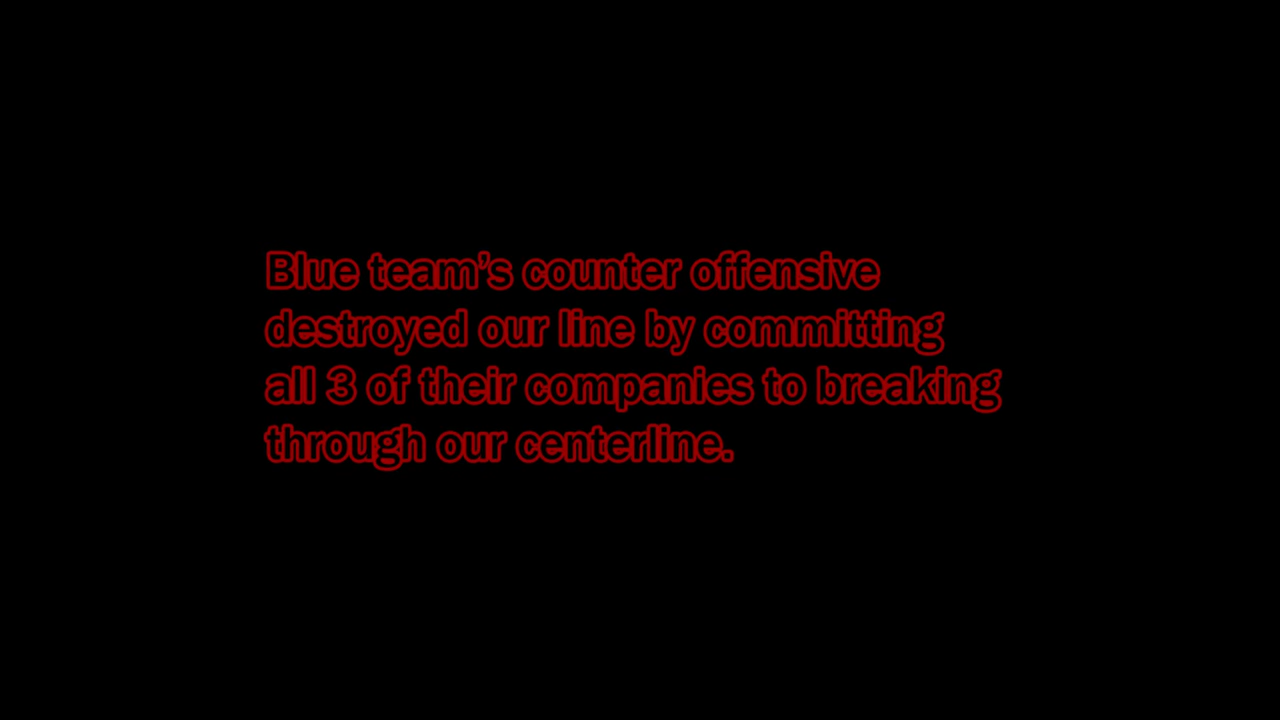 Blue team’s counter offensive
destroyed our line by committing
all 3 of their companies to breaking
through our centerline.